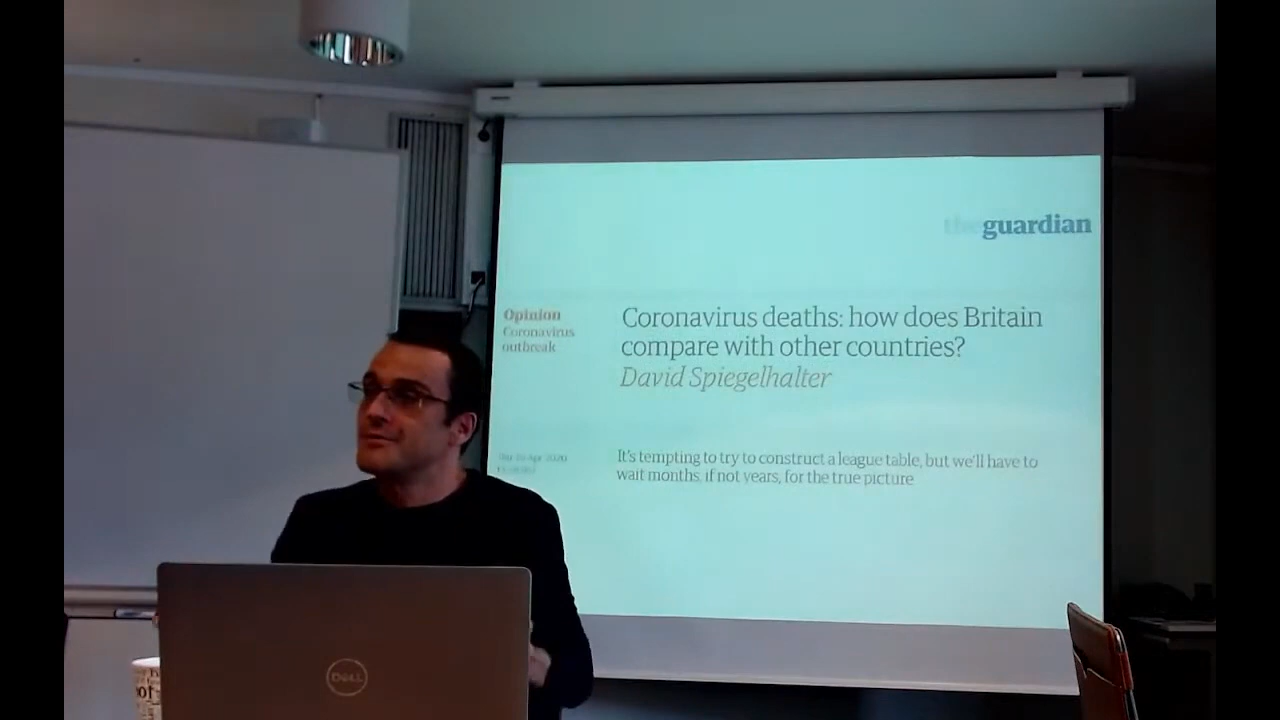 theguardian
Opinion
Coronavirus
outbreak
Coronavirus deaths: how does Britain
compare with other countries?
David Spiegelhalter
Apr 2020
It's tempting to try to construct a league table, but we'll have to
wait months, if not years, for the true picture
DELL